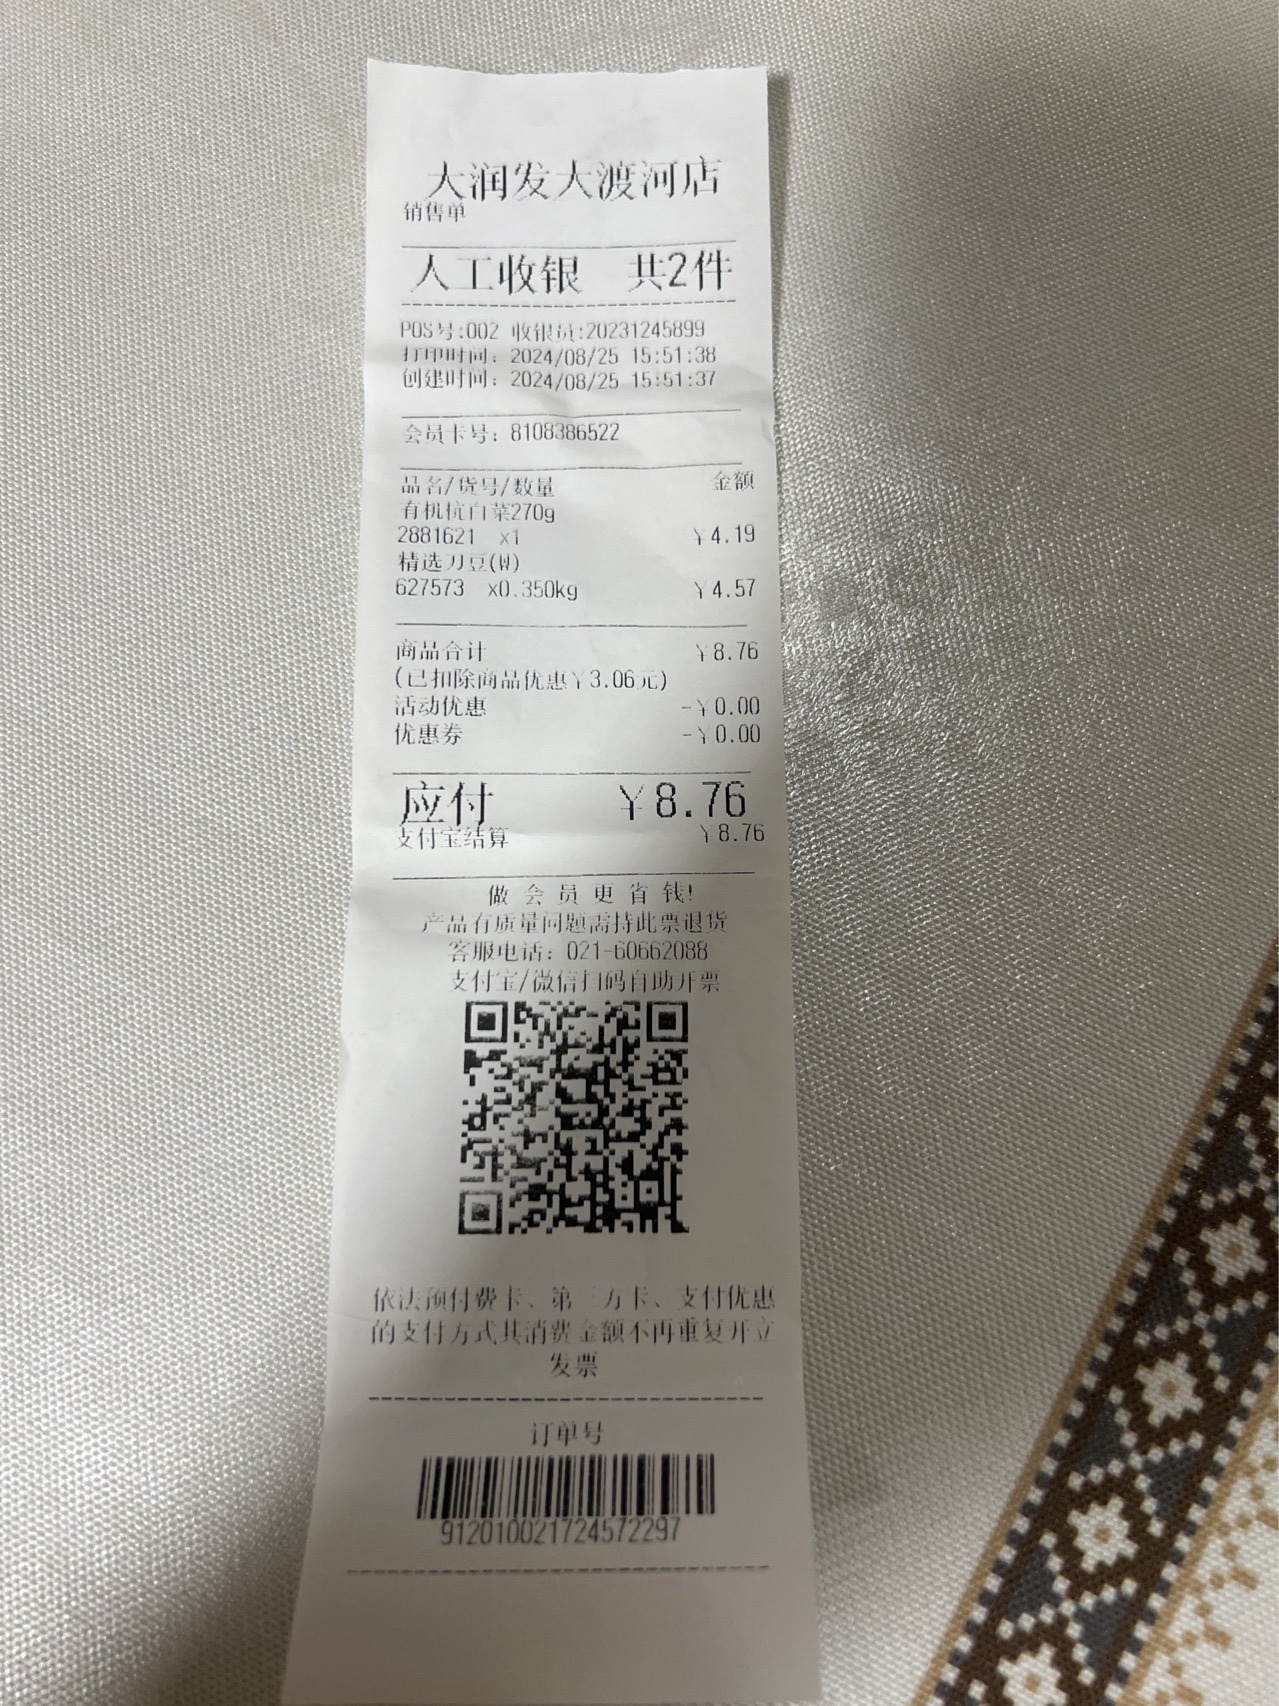 大润发大渡河店
销售单
人工收银 共2件
POS号:002 收银员:20231245899
打印时间: 2024/08/25 15:51:38
创建时间: 2024/08/25 15:51:37
会员卡号: 8108386522
品名/货号/数量 金额
有机杭白菜270g
2881621 x1 ¥4.19
精选刀豆(W)
627573 x0.350kg ¥4.57
商品合计 ¥8.76
(已扣除商品优惠¥3.06元)
活动优惠 -¥0.00
优惠券 -¥0.00
应付 ¥8.76
支付宝结算 ¥8.76
做会员更省钱!
产品有质量问题需持此票退货
客服电话: 021-60662088
支付宝/微信扫码自助开票
依法预付费卡、第三方卡、支付优惠
的支付方式其消费金额不再重复开立
发票
订单号
912010021724572297